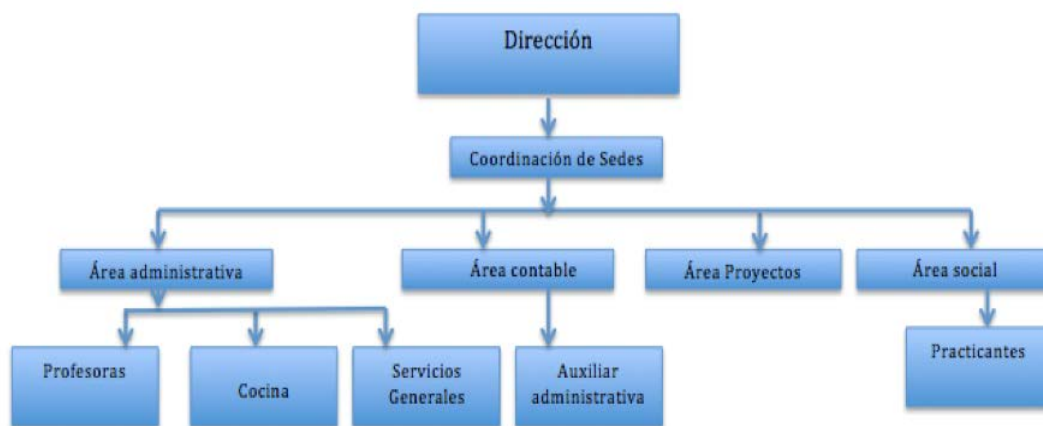 Dirección
Coordinación de Sedes
Área administrativa
Área contable
Área Proyectos
Área social
Profesoras
Cocina
Servicios
Generales
Auxiliar
administrativa
Practicantes